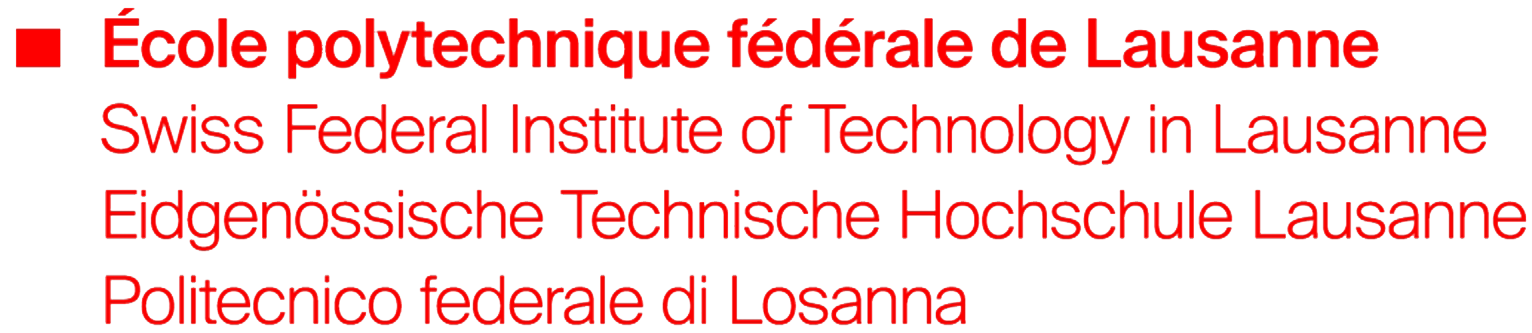 École polytechnique fédérale de Lausanne
Swiss Federal Institute of Technology in Lausanne
Eidgenössische Technische Hochschule Lausanne
Politecnico federale di Losanna